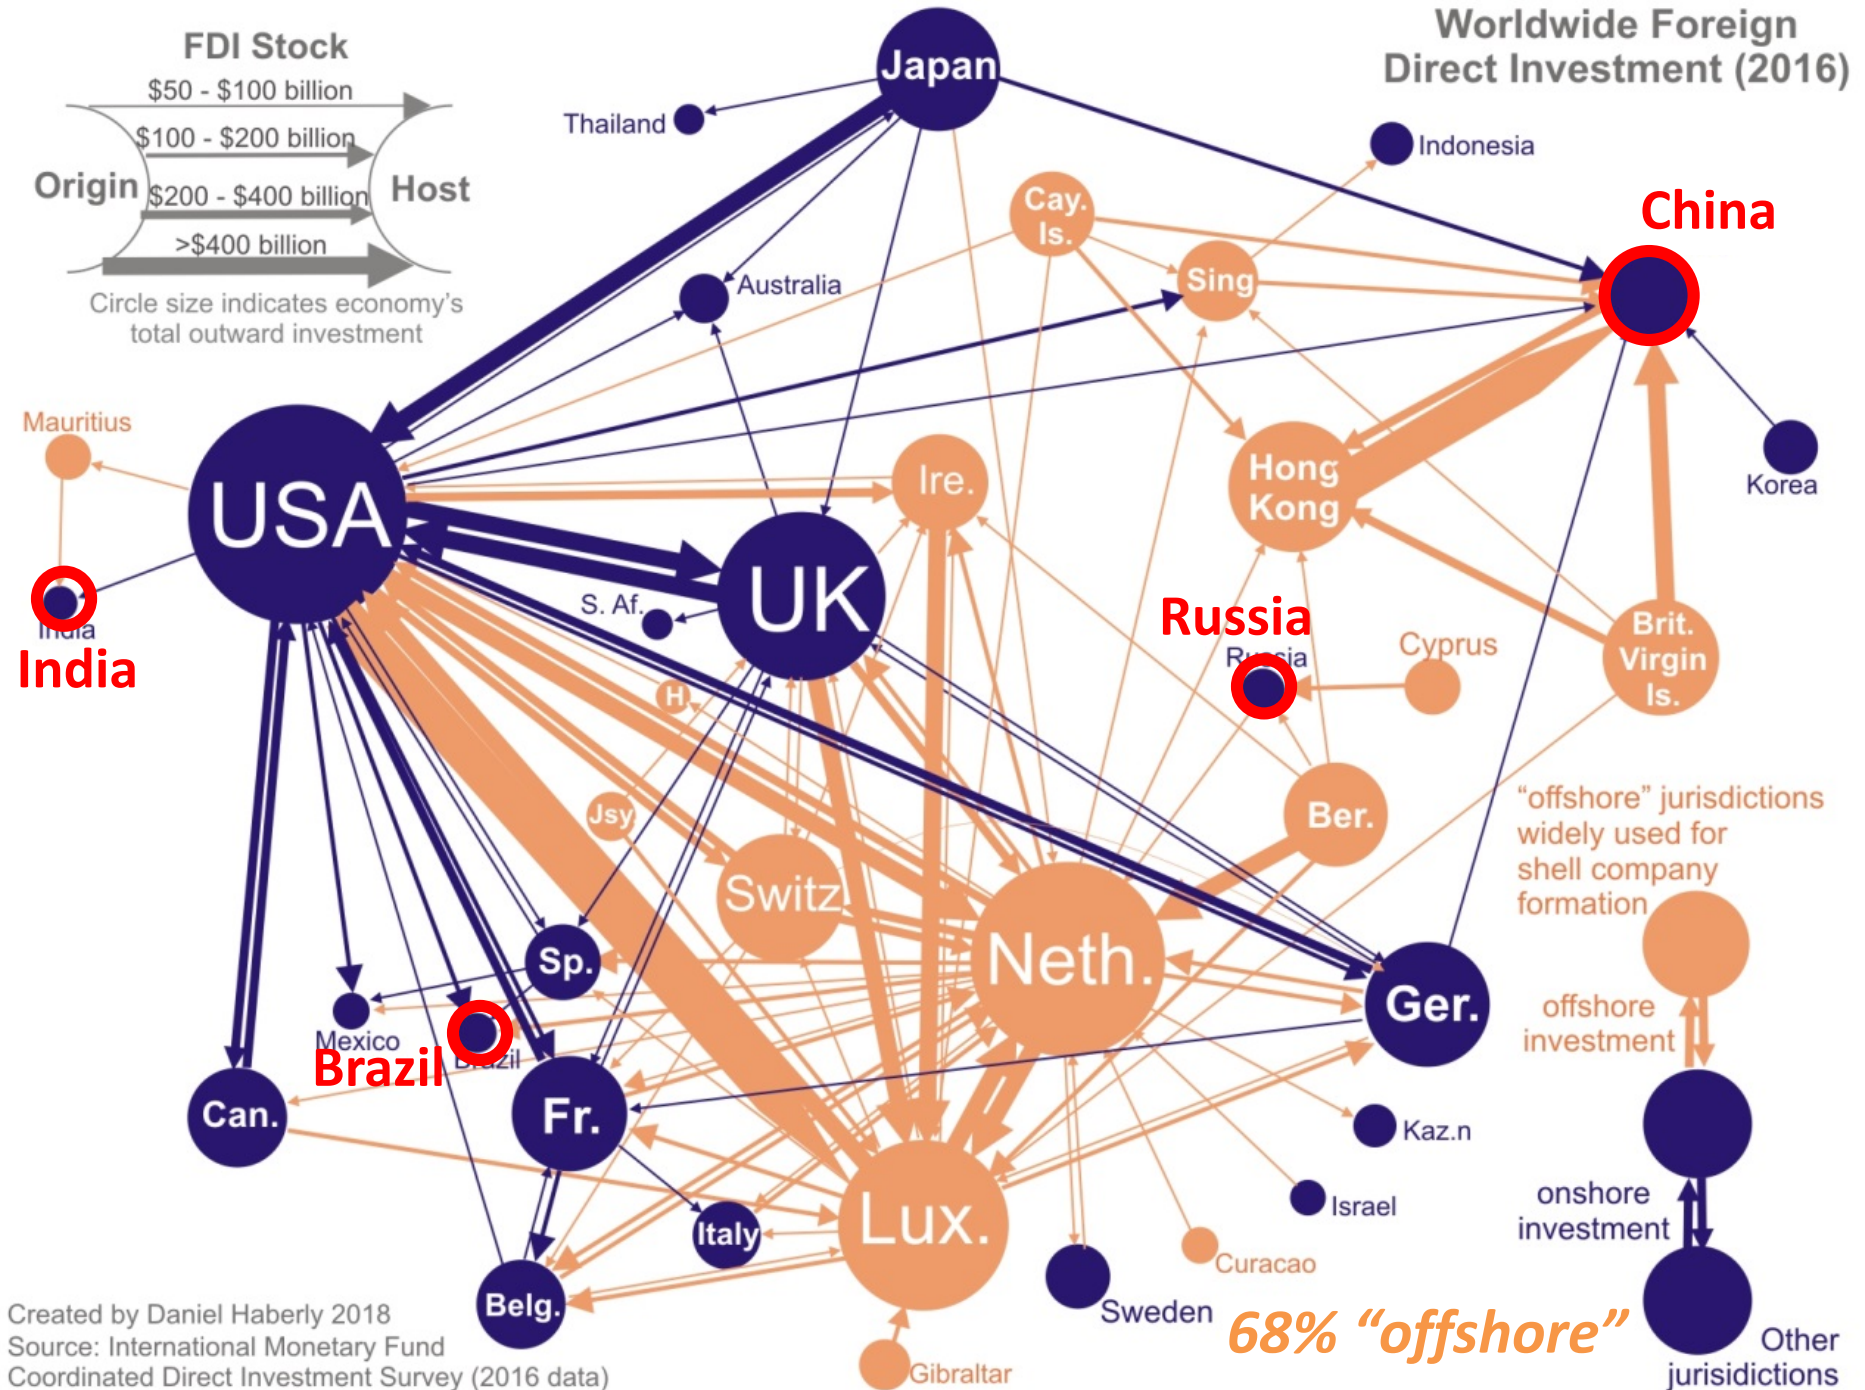 FDI Stock
$50 - $100 billion
$100 - $200 billion
$200 - $400 billion
>$400 billion
Origin
Host
Circle size indicates economy's
total outward investment
Worldwide Foreign
Direct Investment (2016)
Japan
Thailand
Indonesia
China
Cay.
Is.
Sing
Australia
Mauritius
USA
Ire.
Hong
Kong
Korea
UK
S. Af.
India
India
Russia
Russia
Cyprus
Brit.
Virgin
Is.
H
Jsy.
Ber.
Switz
Neth.
Sp.
Ger.
Mexico
Brazil
Brazil
Can.
Fr.
Kaz.n
Israel
Italy
Lux.
Curacao
Sweden
Belg.
Gibraltar
“offshore” jurisdictions
widely used for
shell company
formation
offshore
investment
onshore
investment
Other
jurisidictions
68% “offshore”
Created by Daniel Haberly 2018
Source: International Monetary Fund
Coordinated Direct Investment Survey (2016 data)